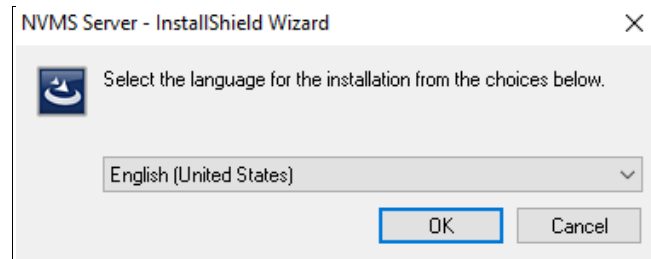 NVMS Server - InstallShield Wizard
Select the language for the installation from the choices below.
English (United States)
OK Cancel